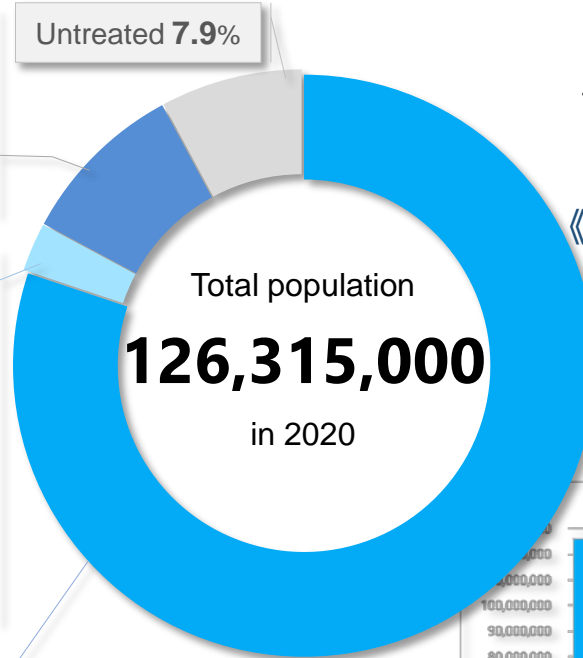 Untreated 7.9%
Total population
126,315,000
in 2020
《
100,000,000
90,000,000